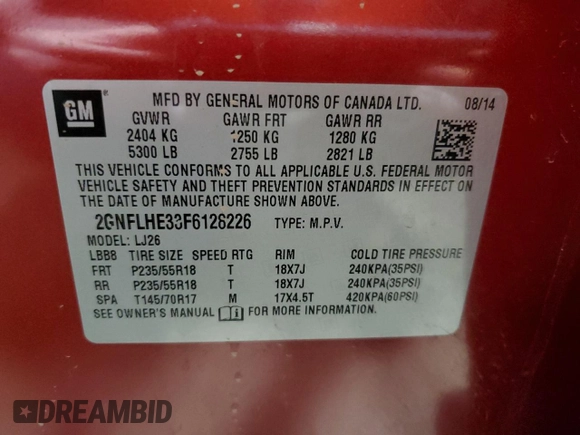 GM
MFD BY GENERAL MOTORS OF CANADA LTD. 08/14
GVWR GAWR FRT GAWR RR
2404 KG 1250 KG 1280 KG
5300 LB 2755 LB 2821 LB
THIS VEHICLE CONFORMS TO ALL APPLICABLE U.S. FEDERAL MOTOR
VEHICLE SAFETY AND THEFT PREVENTION STANDARDS IN EFFECT ON
THE DATE OF MANUFACTURE SHOWN ABOVE.
2GNFLHE33F6126226 TYPE: M.P.V.
MODEL: LJ26
LBB8 TIRE SIZE SPEED RTG RIM COLD TIRE PRESSURE
FRT P235/55R18 T 18X7J 240KPA(35PSI)
RR P235/55R18 T 18X7J 240KPA(35PSI)
SPA T145/70R17 M 17X4.5T 420KPA(60PSI)
SEE OWNER'S MANUAL FOR MORE INFORMATION.
DREAMBID